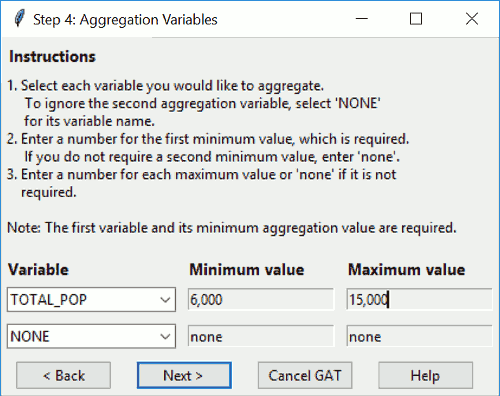 Step 4: Aggregation Variables
Instructions
1. Select each variable you would like to aggregate.
To ignore the second aggregation variable, select 'NONE'
for its variable name.
2. Enter a number for the first minimum value, which is required.
If you do not require a second minimum value, enter 'none'.
3. Enter a number for each maximum value or 'none' if it is not
required.
Note: The first variable and its minimum aggregation value are required.
Variable Minimum value Maximum value
TOTAL_POP 6,000 15,000
NONE none none
< Back Next > Cancel GAT Help